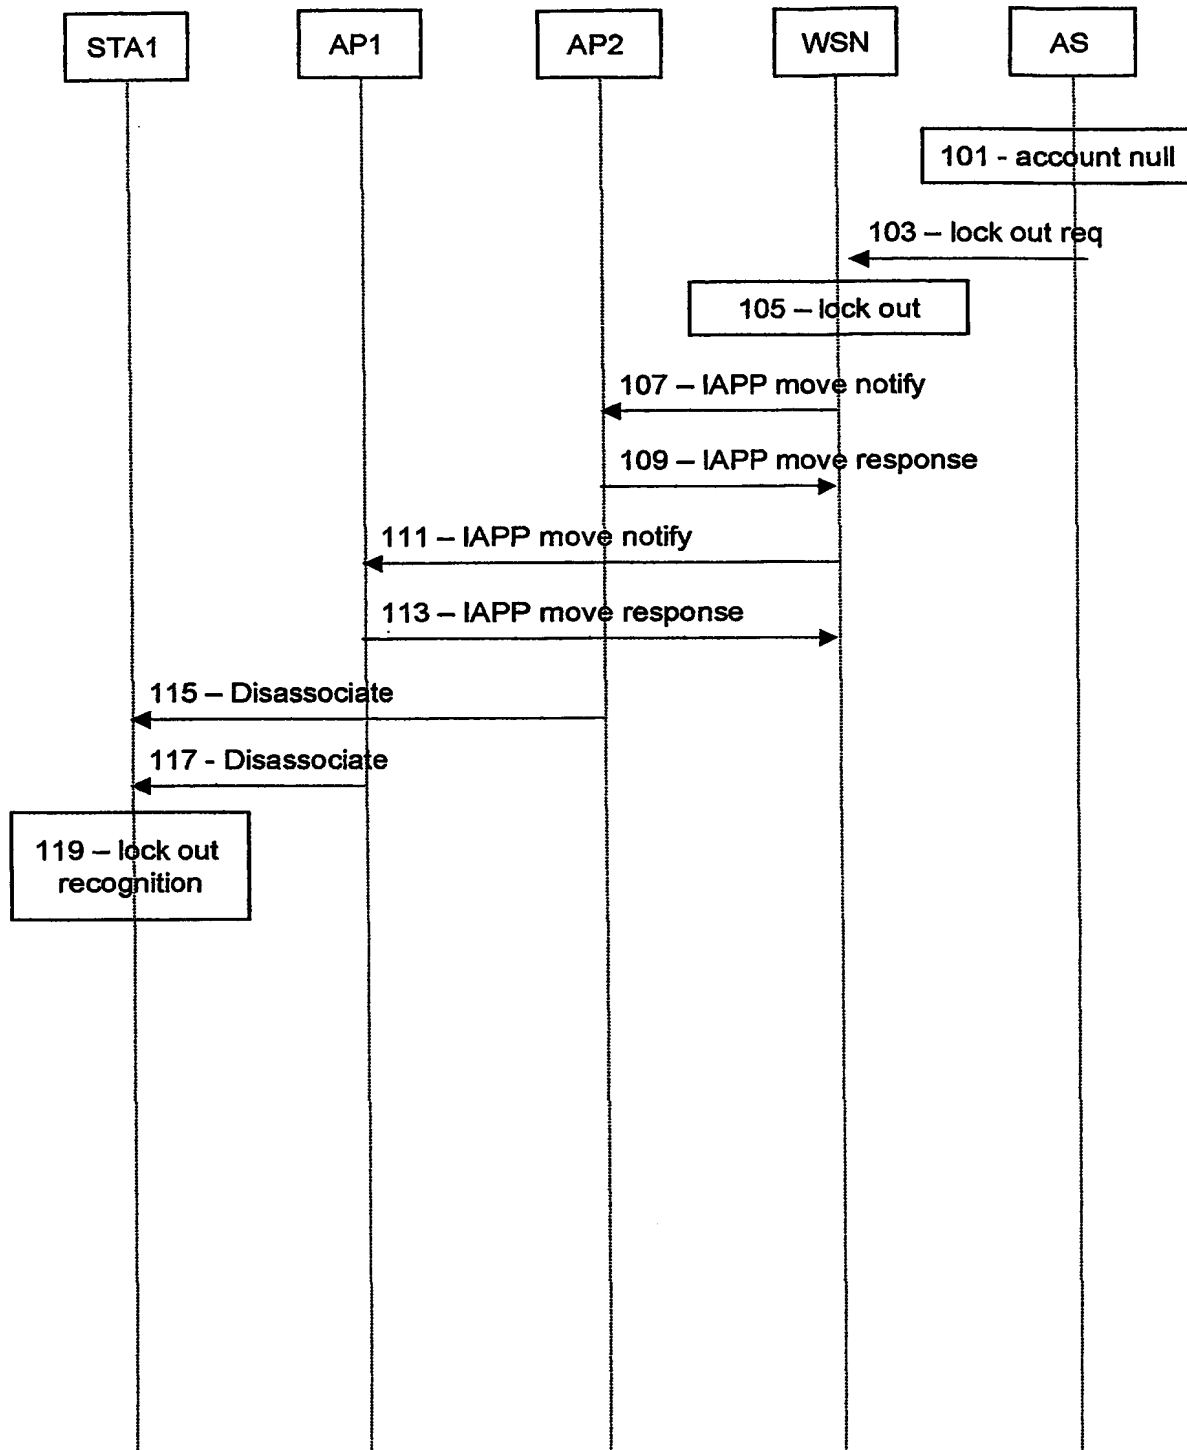 STA1
AP1
AP2
WSN
AS
101 - account null
103 – lock out req
105 – lock out
107 – IAPP move notify
109 – IAPP move response
111 – IAPP move notify
113 – IAPP move response
115 – Disassociate
117 - Disassociate
119 – lock out
recognition